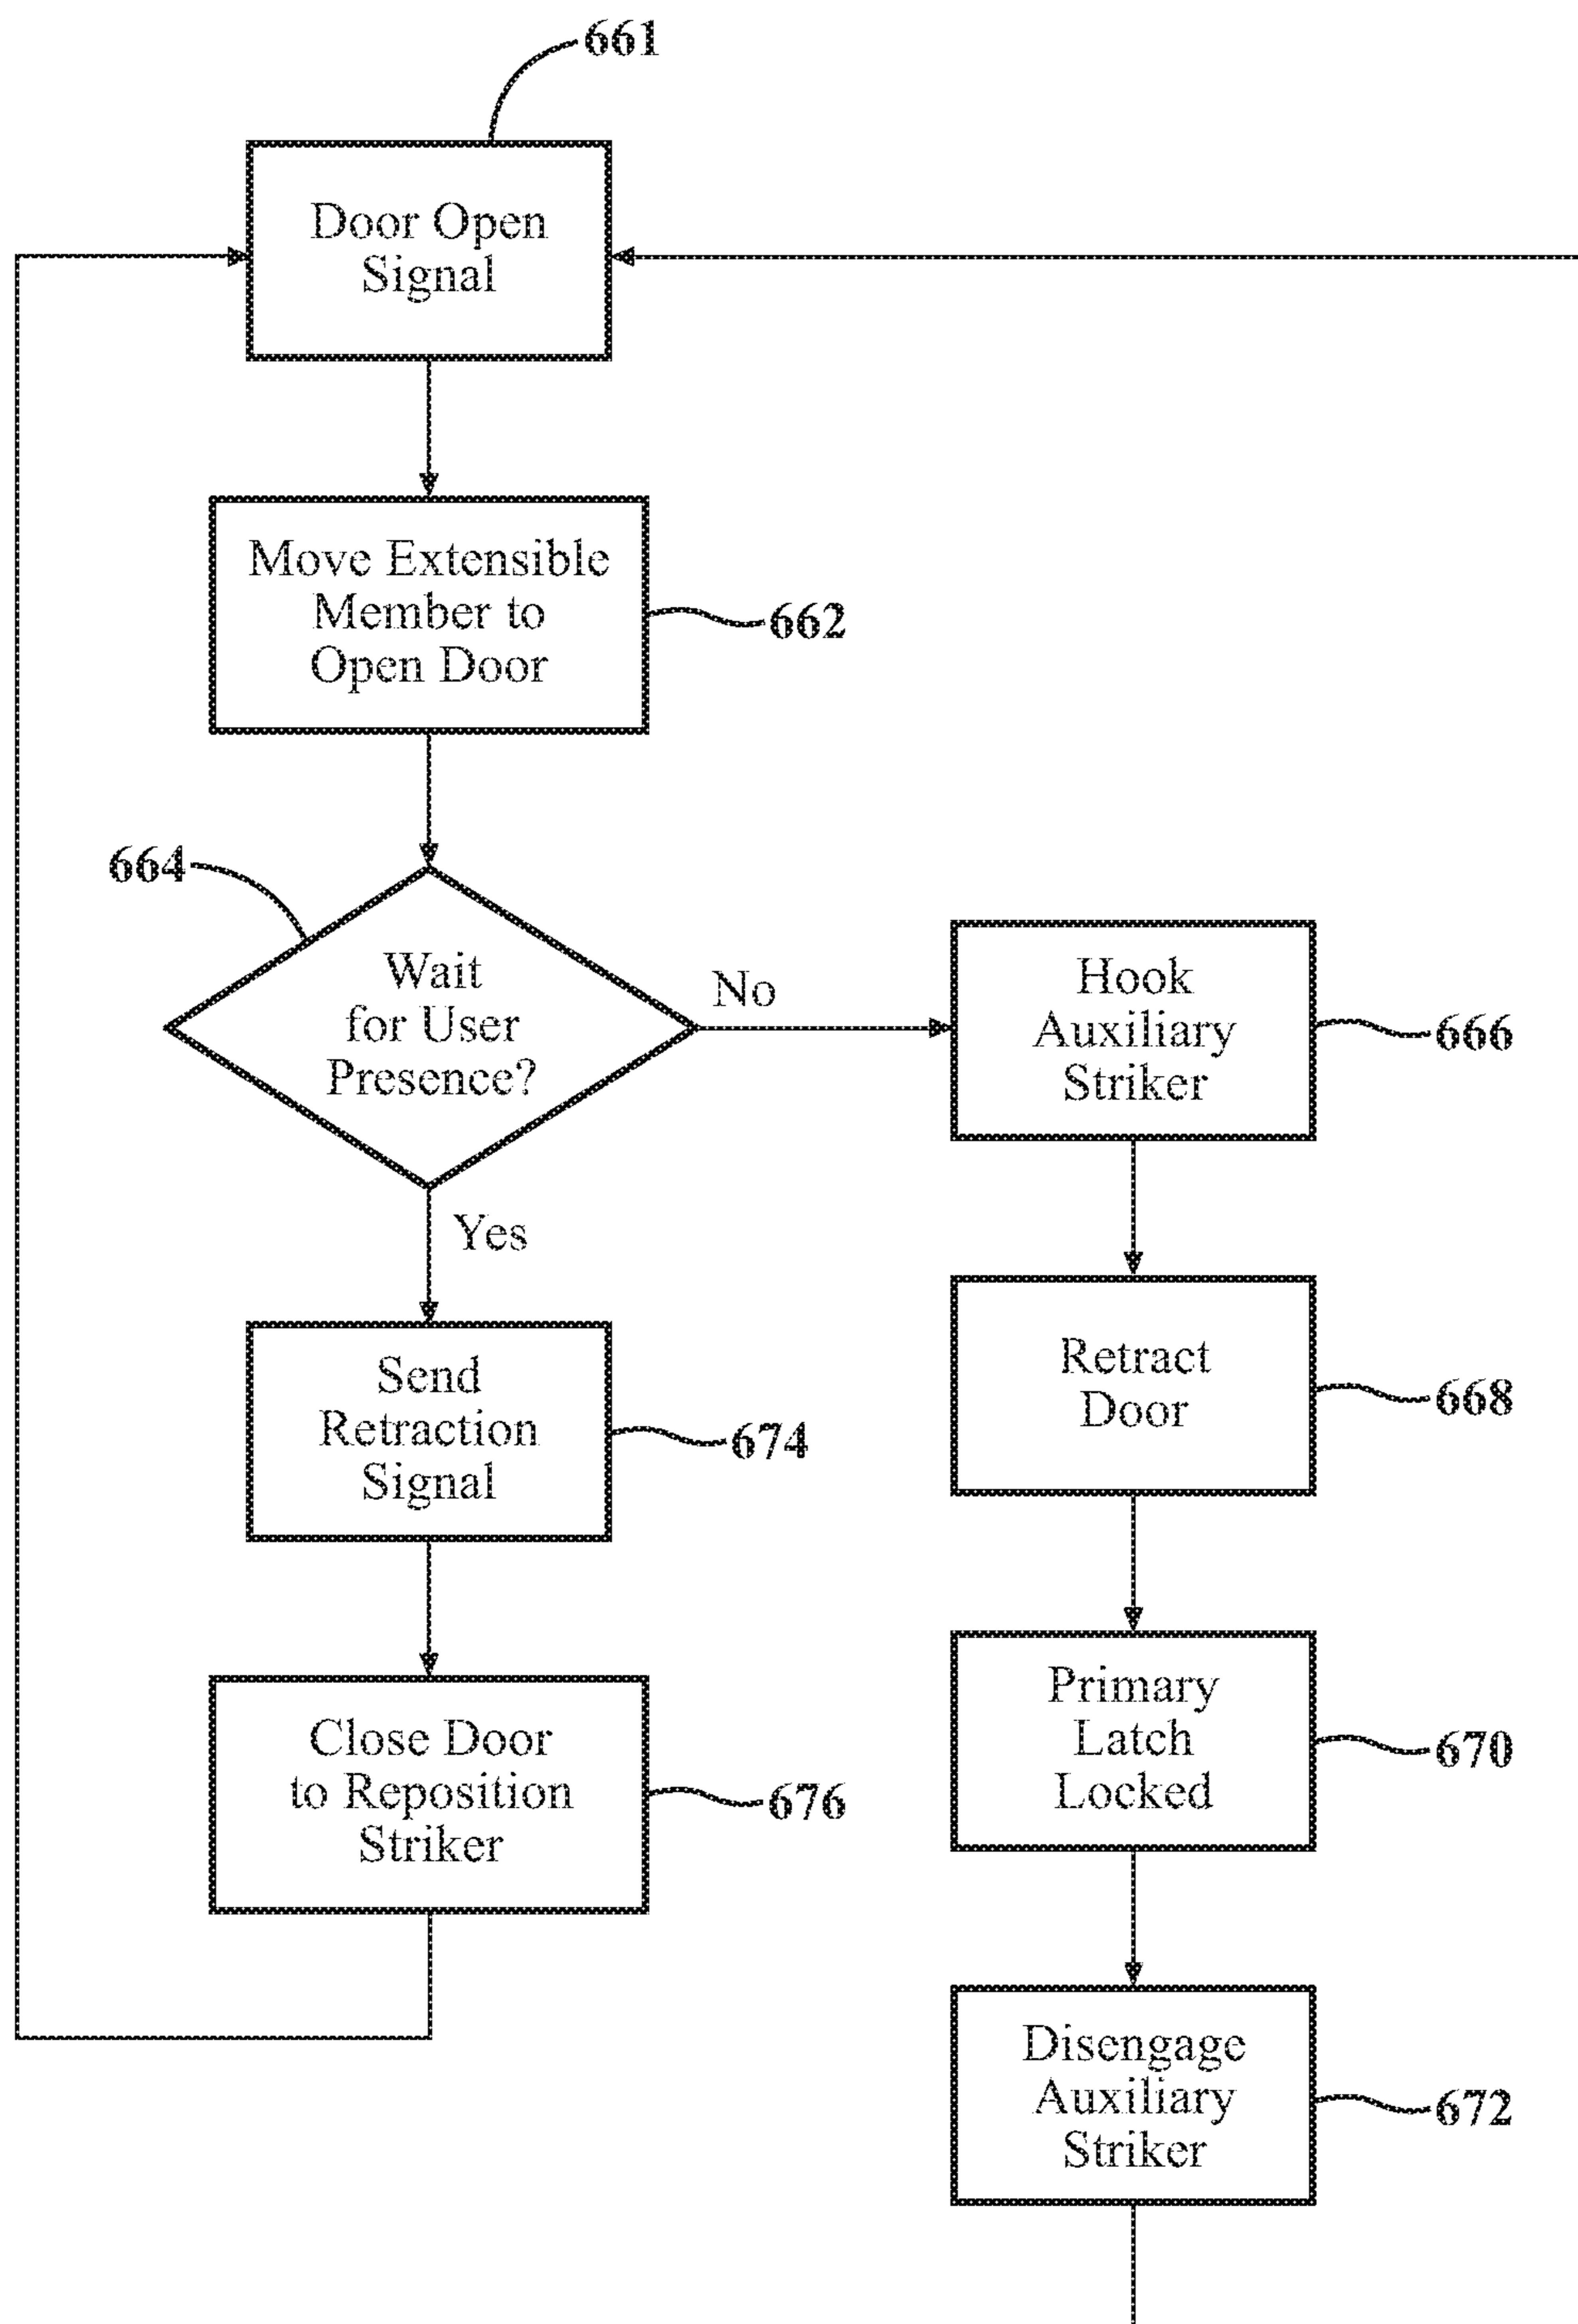 661
Door Open
Signal
Move Extensible
Member to
Open Door
662
664
Wait
for User
Presence?
No
Yes
Hook
Auxiliary
Striker
666
Retract
Door
668
Send
Retraction
Signal
674
Primary
Latch
Locked
670
Close Door
to Reposition
Striker
676
Disengage
Auxiliary
Striker
672